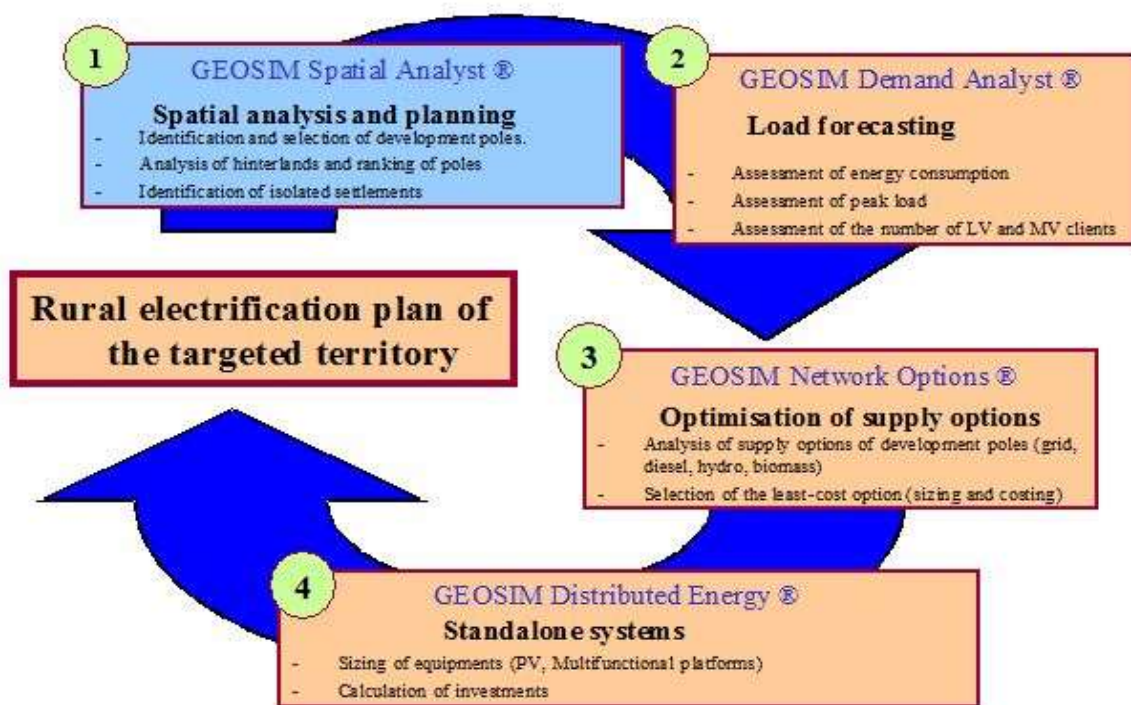 1
GEOSIM Spatial Analyst ®
Spatial analysis and planning
- Identification and selection of development poles.
- Analysis of hinterlands and ranking of poles
- Identification of isolated settlements
2
GEOSIM Demand Analyst ®
Load forecasting
- Assessment of energy consumption
- Assessment of peak load
- Assessment of the number of LV and MV clients
Rural electrification plan of
the targeted territory
3
GEOSIM Network Options ®
Optimisation of supply options
- Analysis of supply options of development poles (grid,
diesel, hydro, biomass)
- Selection of the least-cost option (sizing and costing)
4
GEOSIM Distributed Energy ®
Standalone systems
- Sizing of equipments (PV, Multifunctional platforms)
- Calculation of investments